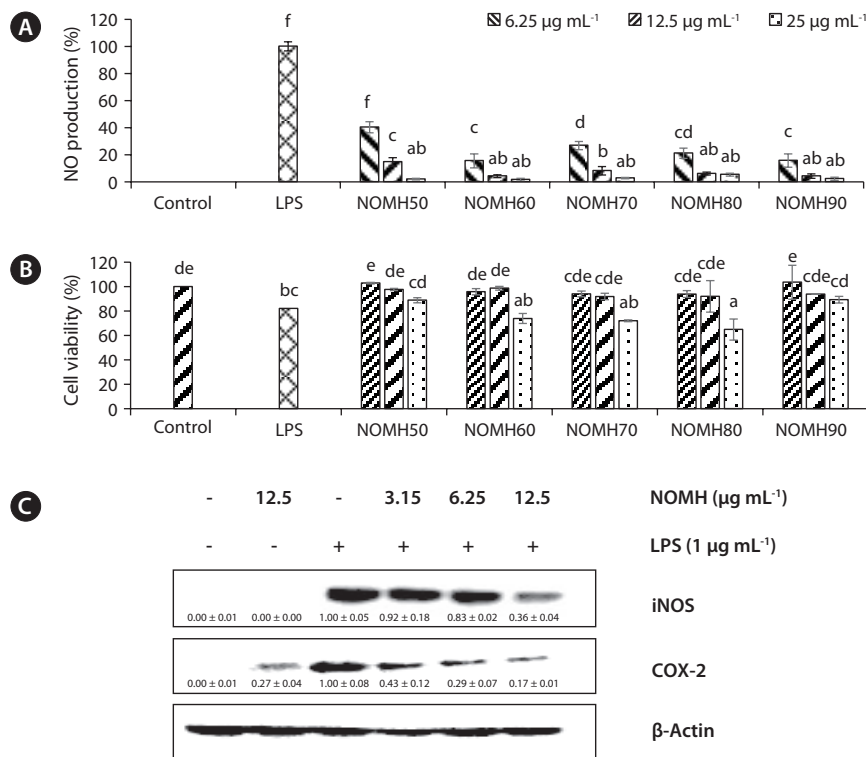 A
NO production (%)
120
100
80
60
40
20
0
6.25 µg mL-1 12.5 µg mL-1 25 µg mL-1
f
f c ab c ab ab d b ab cd ab ab c ab ab
Control LPS NOMH50 NOMH60 NOMH70 NOMH80 NOMH90
B
Cell viability (%)
120
100
80
60
40
20
0
de bc e de cd de de ab cde cde ab cde cde a e cde cd
Control LPS NOMH50 NOMH60 NOMH70 NOMH80 NOMH90
C
- 12.5 - 3.15 6.25 12.5 NOMH (µg mL-1)
- - + + + + LPS (1 µg mL-1)
iNOS
0.00 ± 0.01 0.00 ± 0.00 1.00 ± 0.05 0.92 ± 0.18 0.83 ± 0.02 0.36 ± 0.04
COX-2
0.00 ± 0.01 0.27 ± 0.04 1.00 ± 0.08 0.43 ± 0.12 0.29 ± 0.07 0.17 ± 0.01
β-Actin